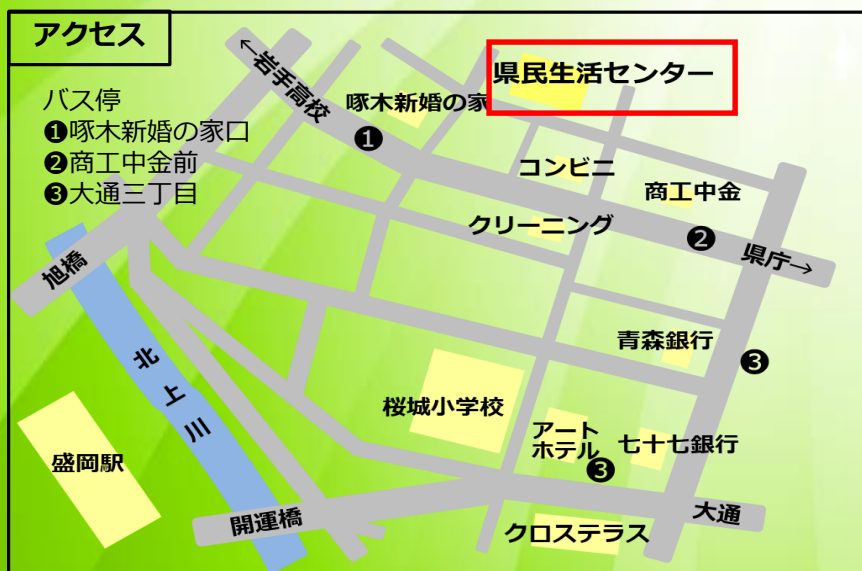 アクセス
バス停
❶啄木新婚の家口
❷商工中金前
❸大通三丁目
←岩手高校
啄木新婚の家
県民生活センター
❶
コンビニ
商工中金
クリーニング
❷
県庁→
旭橋
北上川
青森銀行
❸
桜城小学校
アート
ホテル
七十七銀行
❸
盛岡駅
開運橋
大通
クロステラス